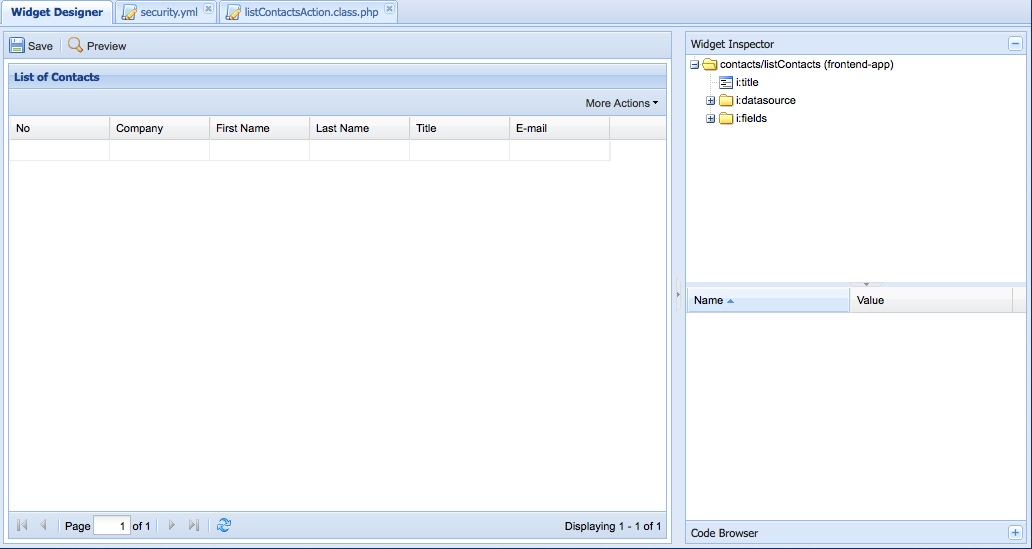 Widget Designer security.yml listContactsAction.class.php
Save Preview
List of Contacts
More Actions
No Company First Name Last Name Title E-mail
Page 1 of 1 Displaying 1 - 1 of 1
Widget Inspector
contacts/listContacts (frontend-app)
i:title
i:datasource
i:fields
Name Value
Code Browser